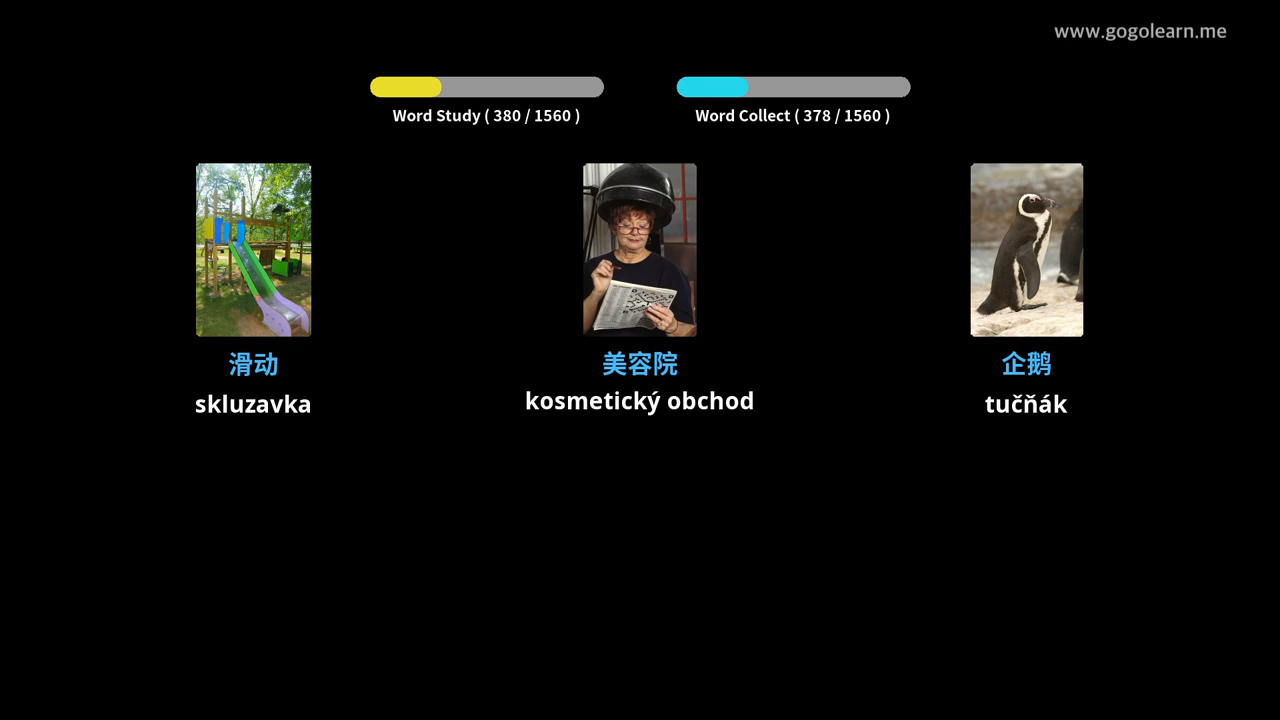 www.gogolearn.me
Word Study ( 380 / 1560 )
Word Collect ( 378 / 1560 )
滑动
美容院
企鹅
skluzavka
kosmetický obchod
tučňák